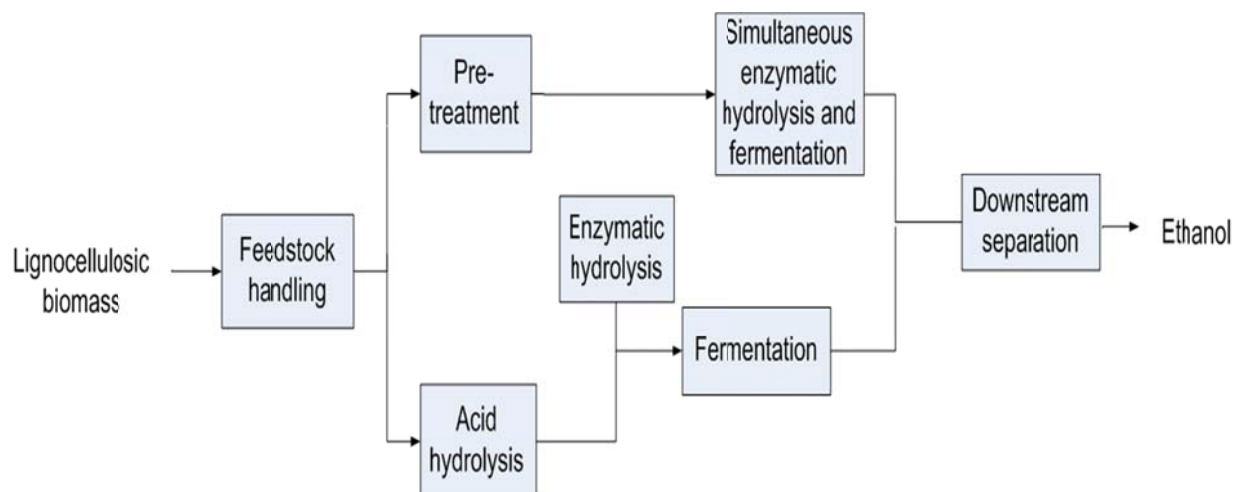 Lignocellulosic
biomass
Feedstock
handling
Pre-
treatment
Simultaneous
enzymatic
hydrolysis and
fermentation
Enzymatic
hydrolysis
Acid
hydrolysis
Fermentation
Downstream
separation
Ethanol